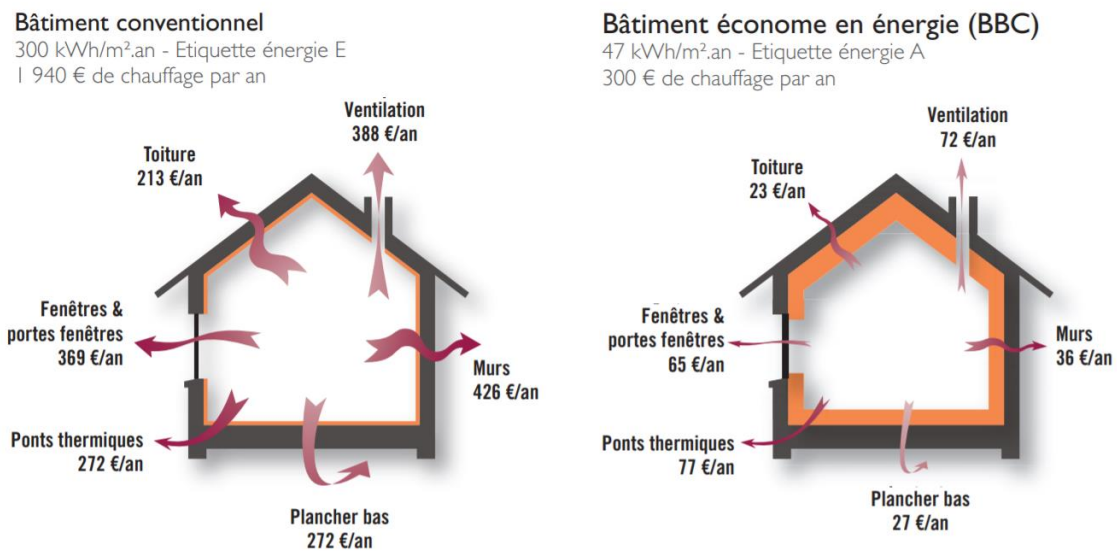 Bâtiment conventionnel
300 kWh/m².an - Etiquette énergie E
1 940 € de chauffage par an
Ventilation
388 €/an
Toiture
213 €/an
Fenêtres &
portes fenêtres
369 €/an
Murs
426 €/an
Ponts thermiques
272 €/an
Plancher bas
272 €/an
Bâtiment économe en énergie (BBC)
47 kWh/m².an - Etiquette énergie A
300 € de chauffage par an
Ventilation
72 €/an
Toiture
23 €/an
Fenêtres &
portes fenêtres
65 €/an
Murs
36 €/an
Ponts thermiques
77 €/an
Plancher bas
27 €/an